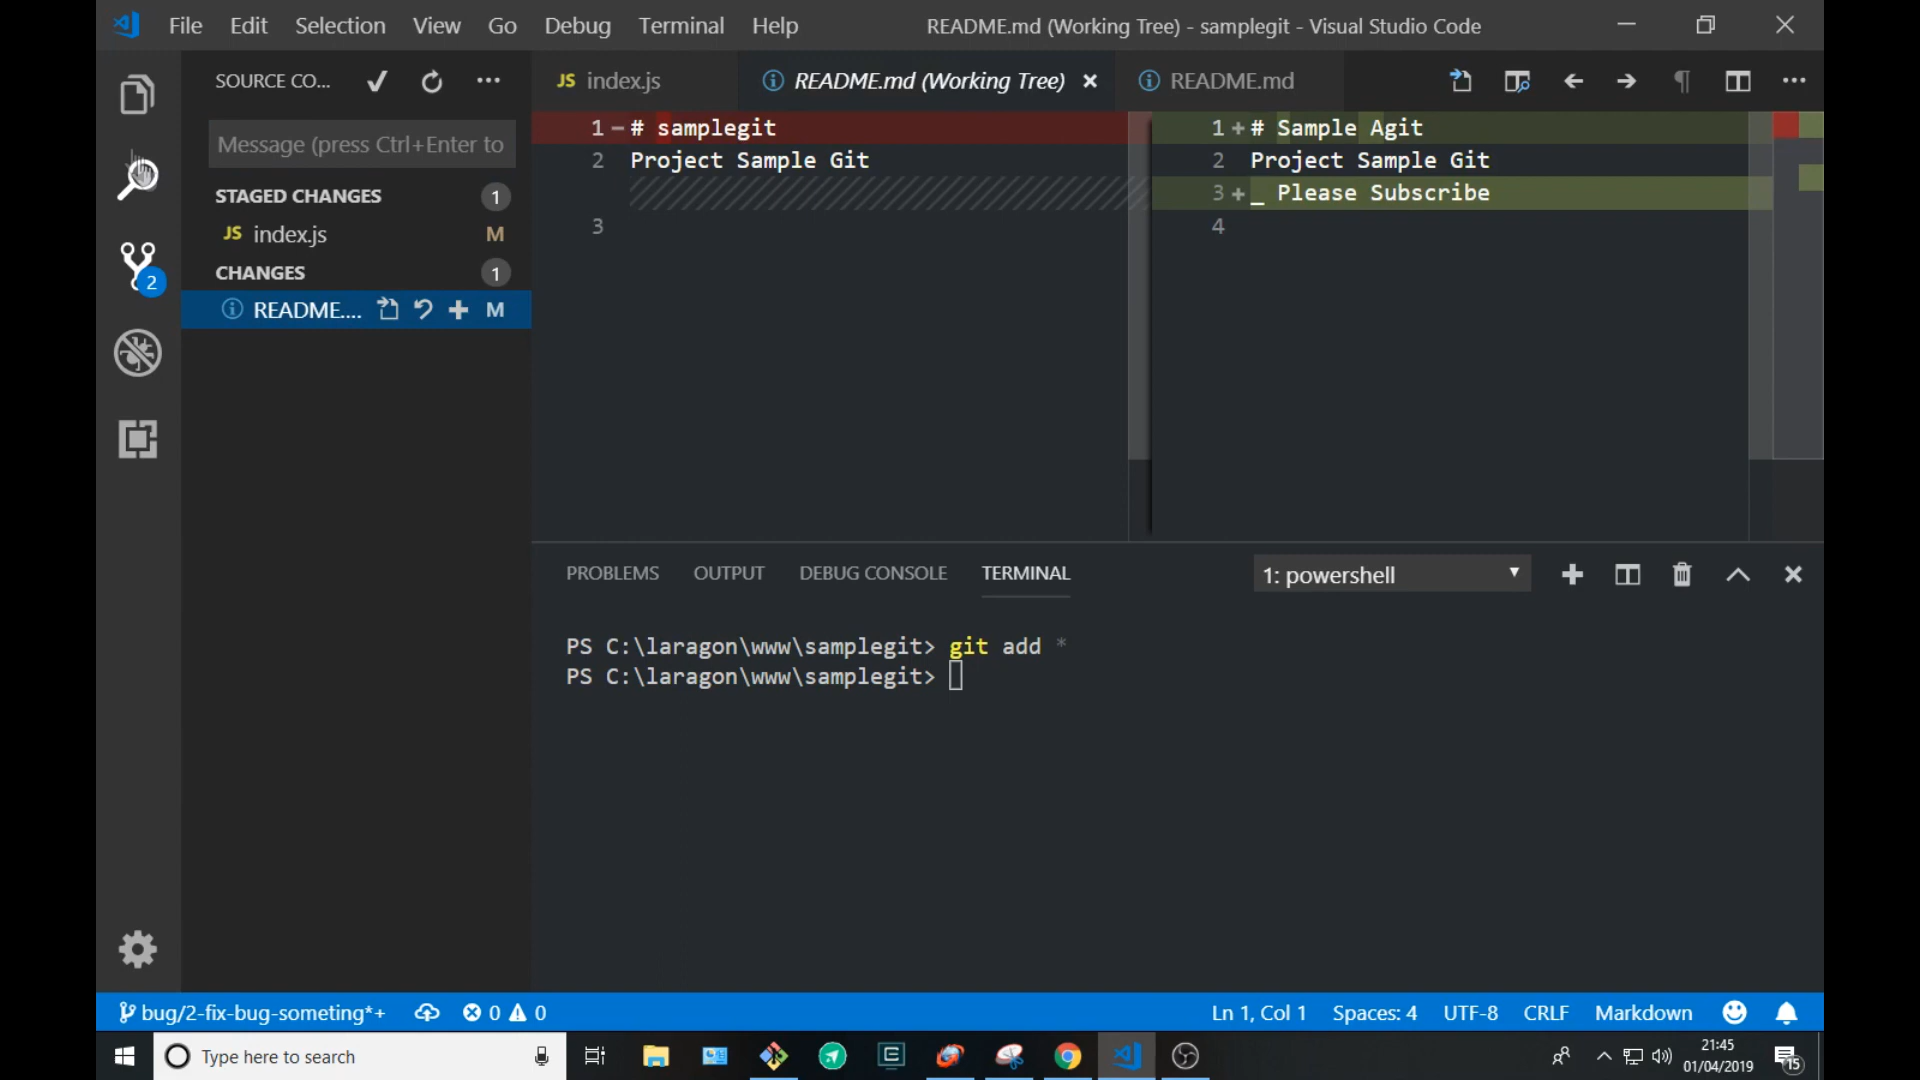 File Edit Selection View Go Debug Terminal Help README.md (Working Tree) - samplegit - Visual Studio Code
SOURCE CO...
JS index.js
README.md (Working Tree)
README.md
Message (press Ctrl+Enter to
STAGED CHANGES 1
JS index.js M
CHANGES 1
README.... M
1 - # samplegit
2 Project Sample Git
3
1 + # Sample Agit
2 Project Sample Git
3 + _ Please Subscribe
4
2
PROBLEMS OUTPUT DEBUG CONSOLE TERMINAL 1: powershell
PS C:\laragon\www\samplegit> git add *
PS C:\laragon\www\samplegit>
bug/2-fix-bug-someting*+ 0 0 Ln 1, Col 1 Spaces: 4 UTF-8 CRLF Markdown
Type here to search
21:45
01/04/2019
15